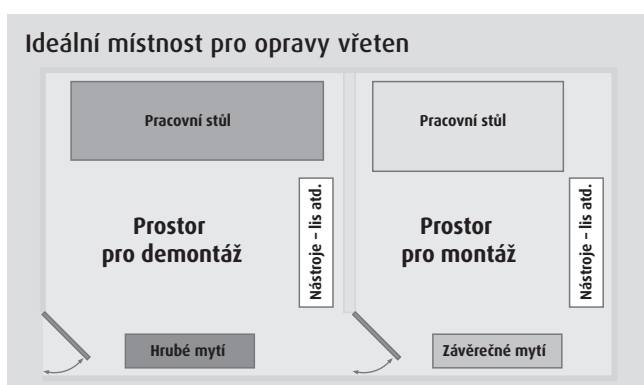 Ideální místnost pro opravy vřeten
Pracovní stůl
Pracovní stůl
Nástroje – lis atd.
Nástroje – lis atd.
Prostor
pro demontáž
Prostor
pro montáž
Hrubé mytí
Závěrečné mytí